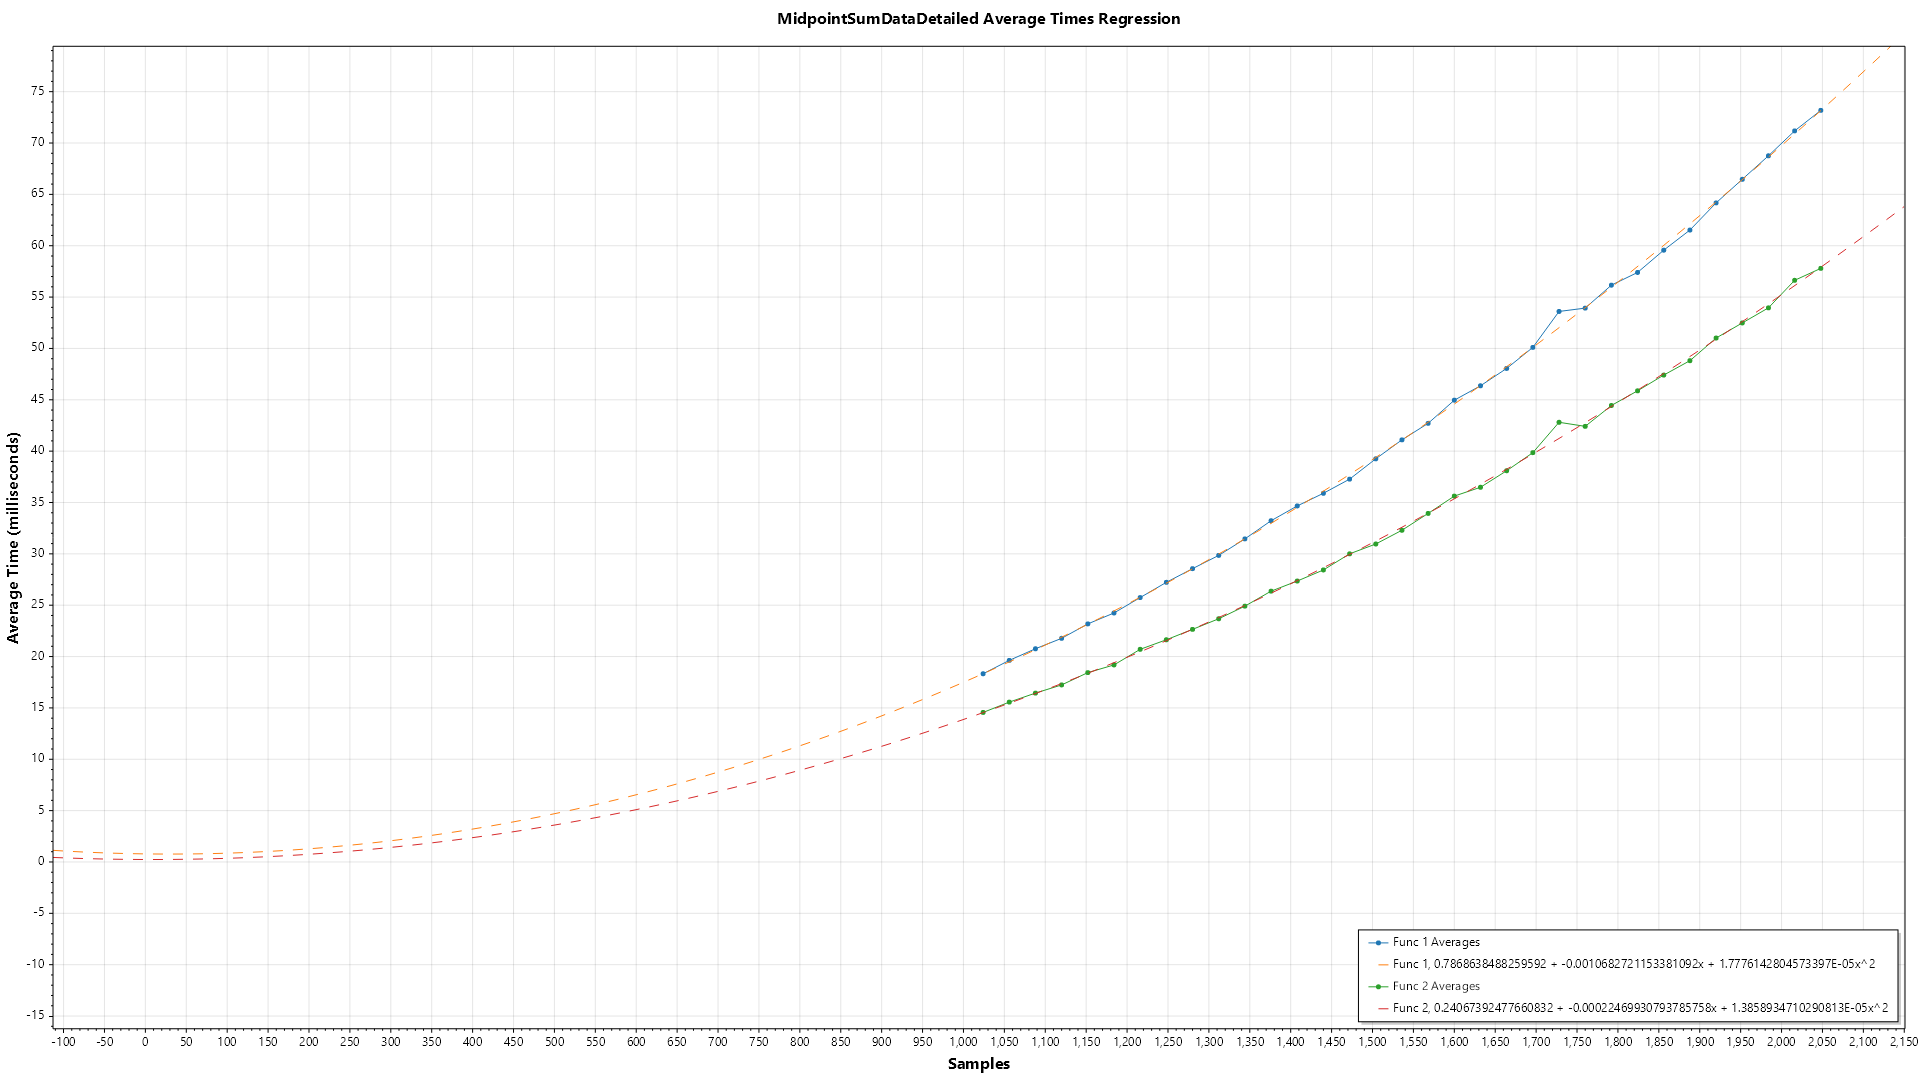 MidpointSumDataDetailed Average Times Regression
Average Time (milliseconds)
75
70
65
60
55
50
45
40
35
30
25
20
15
10
5
0
-5
-10
-15
Func 1 Averages
Func 1, 0.7868638488259592 + -0.0010682721153381092x + 1.7776142804573397E-05x^2
Func 2 Averages
Func 2, 0.24067392477660832 + -0.00022469930793785758x + 1.3858934710290813E-05x^2
-100 -50 0 50 100 150 200 250 300 350 400 450 500 550 600 650 700 750 800 850 900 950 1,000 1,050 1,100 1,150 1,200 1,250 1,300 1,350 1,400 1,450 1,500 1,550 1,600 1,650 1,700 1,750 1,800 1,850 1,900 1,950 2,000 2,050 2,100 2,150
Samples